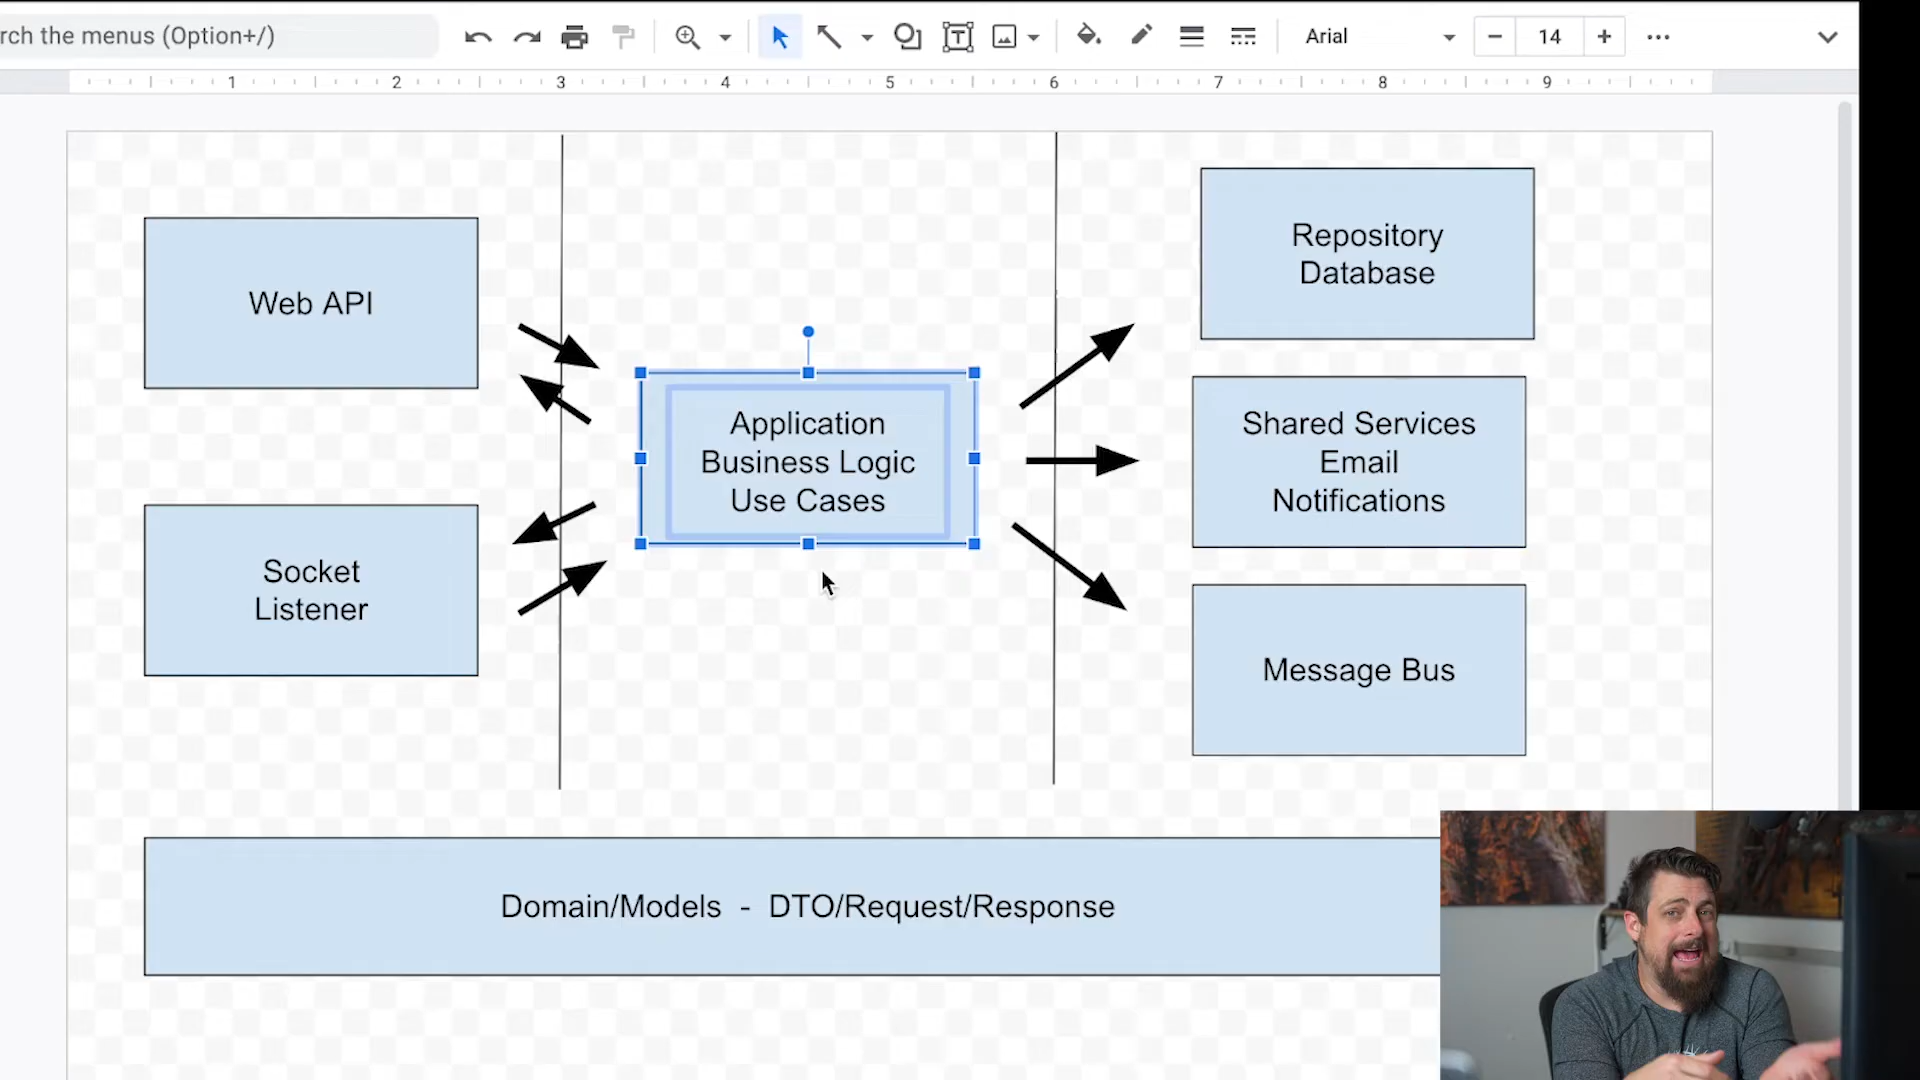 rch the menus (Option+/)
Arial
14
1 2 3 4 5 6 7 8 9
Web API
Socket
Listener
Application
Business Logic
Use Cases
Repository
Database
Shared Services
Email
Notifications
Message Bus
Domain/Models - DTO/Request/Response